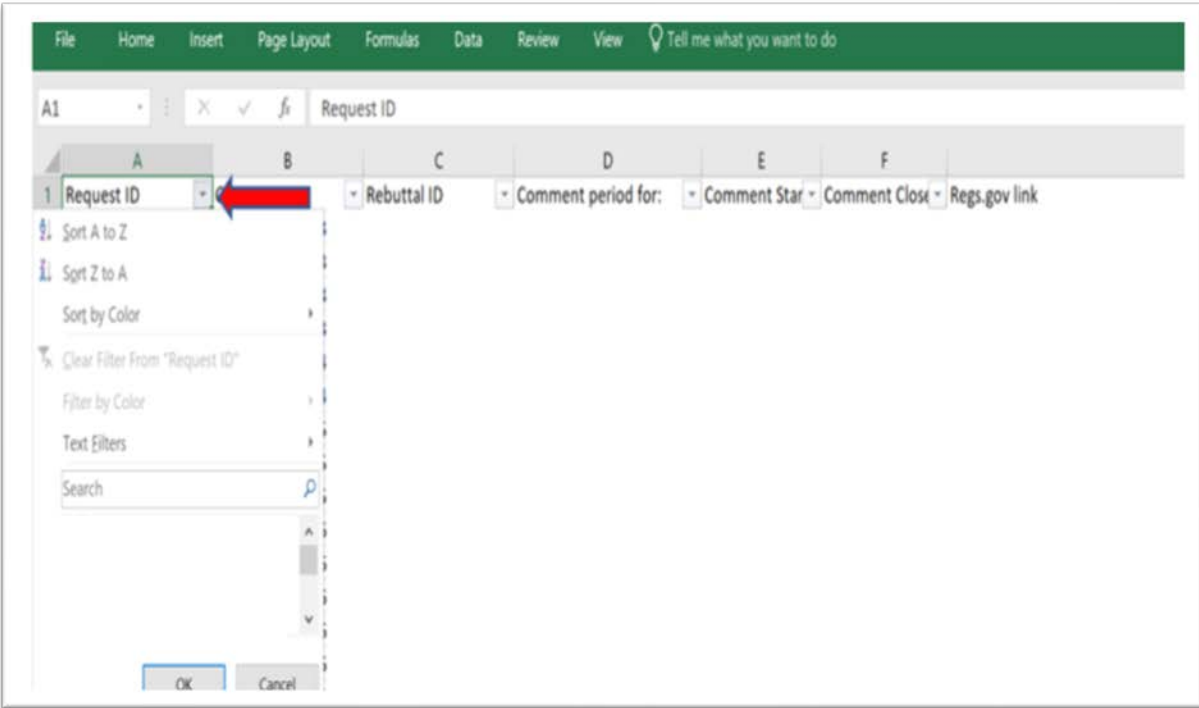 File Home Insert Page Layout Formulas Data Review View Tell me what you want to do
A1 fx Request ID
A B C D E F
1 Request ID Rebuttal ID Comment period for: Comment Star Comment Close Regs.gov link
Sort A to Z
Sort Z to A
Sort by Color
Clear Filter From "Request ID"
Filter by Color
Text Filters
Search
OK Cancel